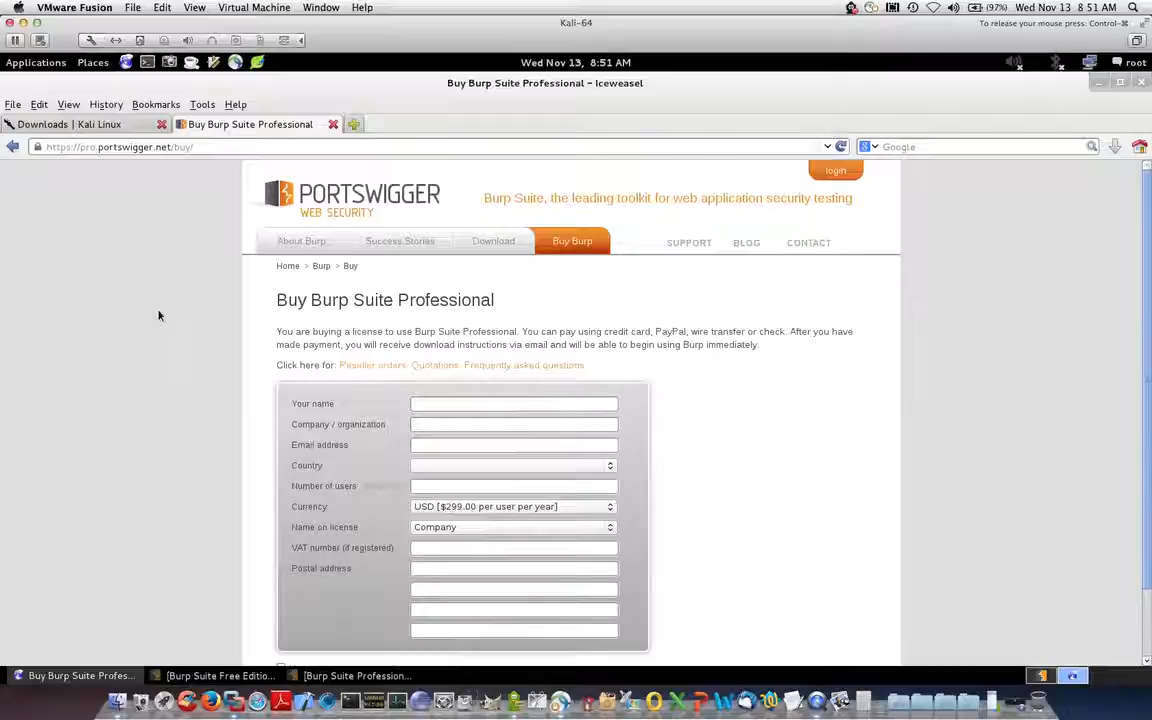 VMware Fusion File Edit View Virtual Machine Window Help (97%) Wed Nov 13 8:51 AM
Kali-64
To release your mouse press: Control-⌘
Applications Places Wed Nov 13, 8:51 AM root
Buy Burp Suite Professional - Iceweasel
File Edit View History Bookmarks Tools Help
Downloads | Kali Linux Buy Burp Suite Professional
https://pro.portswigger.net/buy/ Google
login
PORTSWIGGER
WEB SECURITY
Burp Suite, the leading toolkit for web application security testing
About Burp Success Stories Download Buy Burp SUPPORT BLOG CONTACT
Home > Burp > Buy
Buy Burp Suite Professional
You are buying a license to use Burp Suite Professional. You can pay using credit card, PayPal, wire transfer or check. After you have
made payment, you will receive download instructions via email and will be able to begin using Burp immediately.
Click here for: Reseller orders Quotations Frequently asked questions
Your name
Company / organization
Email address
Country
Number of users
Currency USD [$299.00 per user per year]
Name on license Company
VAT number (if registered)
Postal address
Buy Burp Suite Profes... [Burp Suite Free Editio... [Burp Suite Profession...